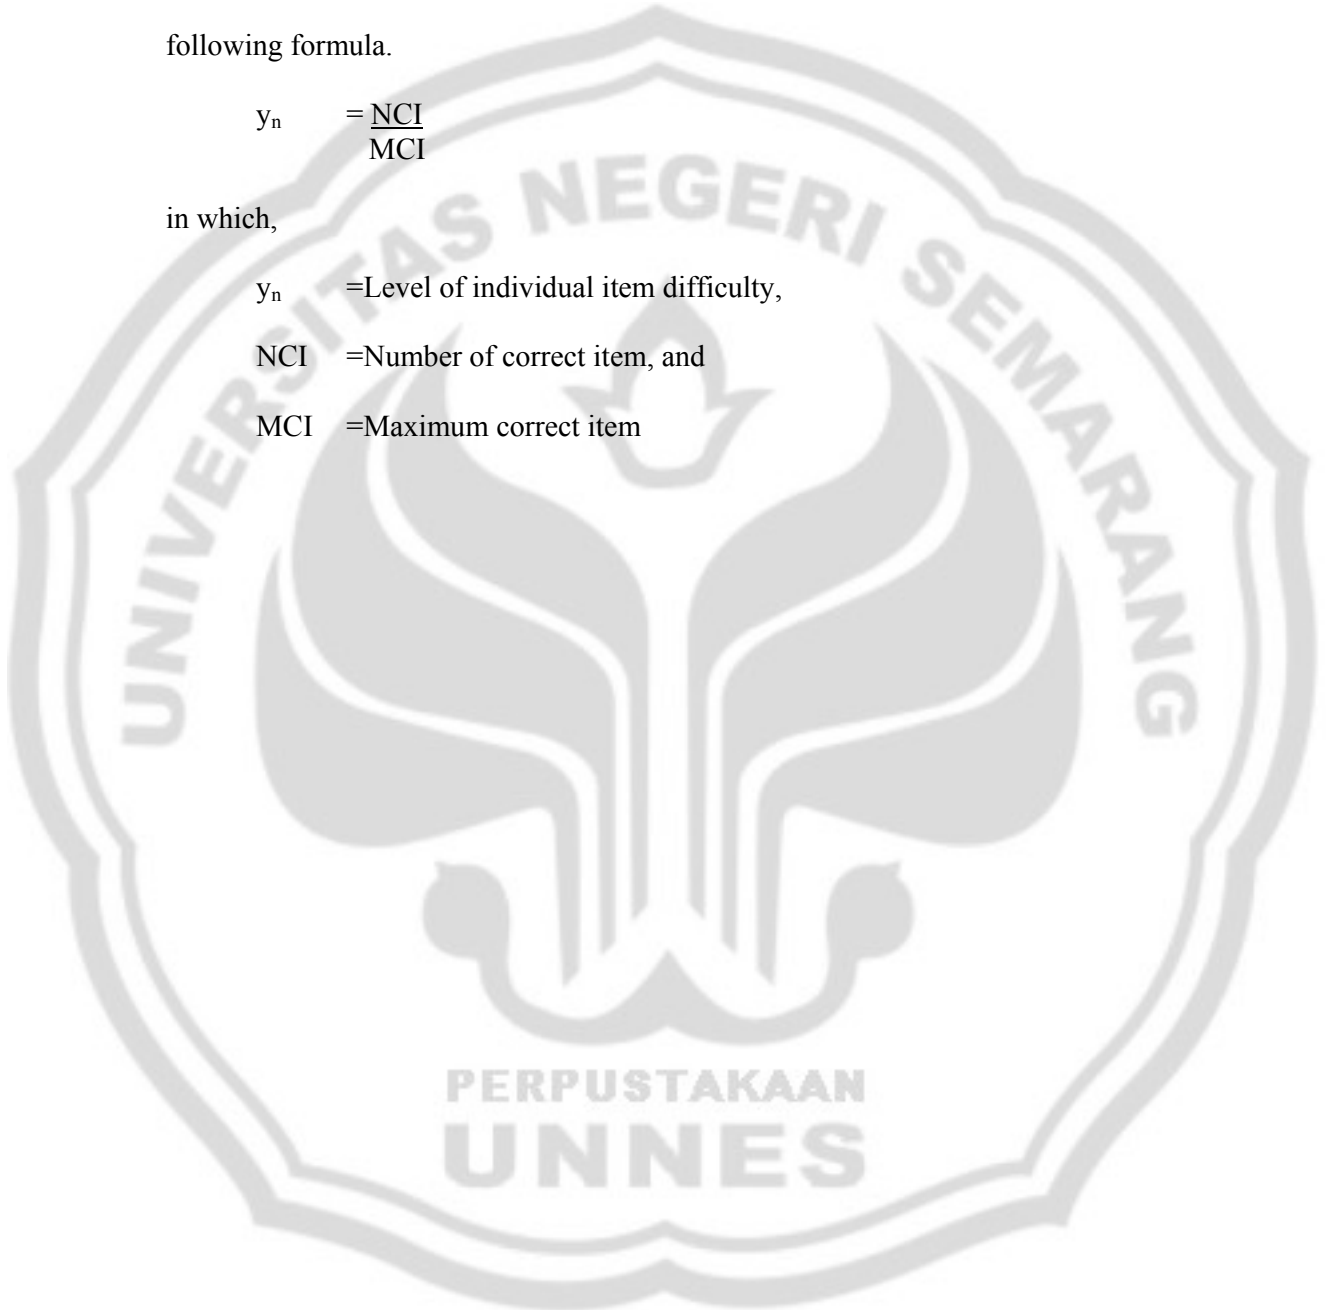 following formula.
yₙ = NCI
MCI
in which,
yₙ =Level of individual item difficulty,
NCI =Number of correct item, and
MCI =Maximum correct item
UNIVERSITAS NEGERI SEMARANG
PERPUSTAKAAN
UNNES